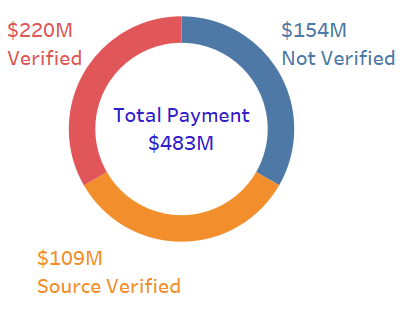 $220M
Verified
$154M
Not Verified
Total Payment
$483M
$109M
Source Verified